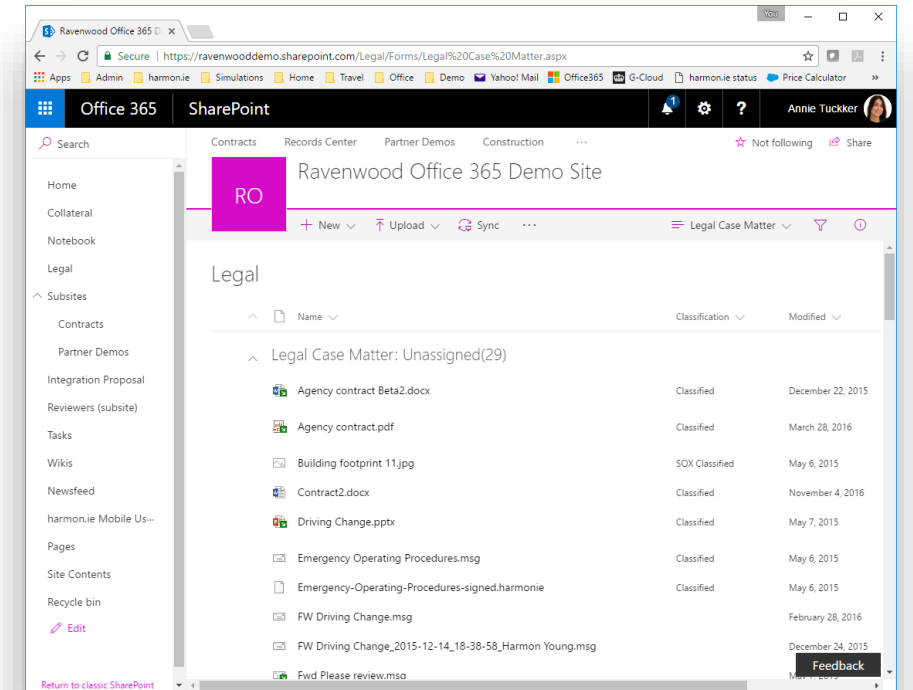 You
Ravenwood Office 365 D
Secure | https://ravenwooddemo.sharepoint.com/Legal/Forms/Legal%20Case%20Matter.aspx
Apps Admin harmon.ie Simulations Home Travel Office Demo Yahoo! Mail Office365 G-Cloud harmon.ie status Price Calculator »
Office 365 SharePoint 1 ? Annie Tuckker
Search
Contracts Records Center Partner Demos Construction ... Not following Share
RO Ravenwood Office 365 Demo Site
+ New Upload Sync ... Legal Case Matter
Home
Collateral
Notebook
Legal
Subsites
Contracts
Partner Demos
Integration Proposal
Reviewers (subsite)
Tasks
Wikis
Newsfeed
harmon.ie Mobile Us...
Pages
Site Contents
Recycle bin
Edit
Return to classic SharePoint
Legal
Name Classification Modified
Legal Case Matter: Unassigned(29)
Agency contract Beta2.docx Classified December 22, 2015
Agency contract.pdf Classified March 28, 2016
Building footprint 11.jpg SOX Classified May 6, 2015
Contract2.docx Classified November 4, 2016
Driving Change.pptx Classified May 7, 2015
Emergency Operating Procedures.msg Classified May 6, 2015
Emergency-Operating-Procedures-signed.harmonie Classified May 6, 2015
FW Driving Change.msg February 28, 2016
FW Driving Change_2015-12-14_18-38-58_Harmon Young.msg December 24, 2015
Fwd Please review.msg
Feedback